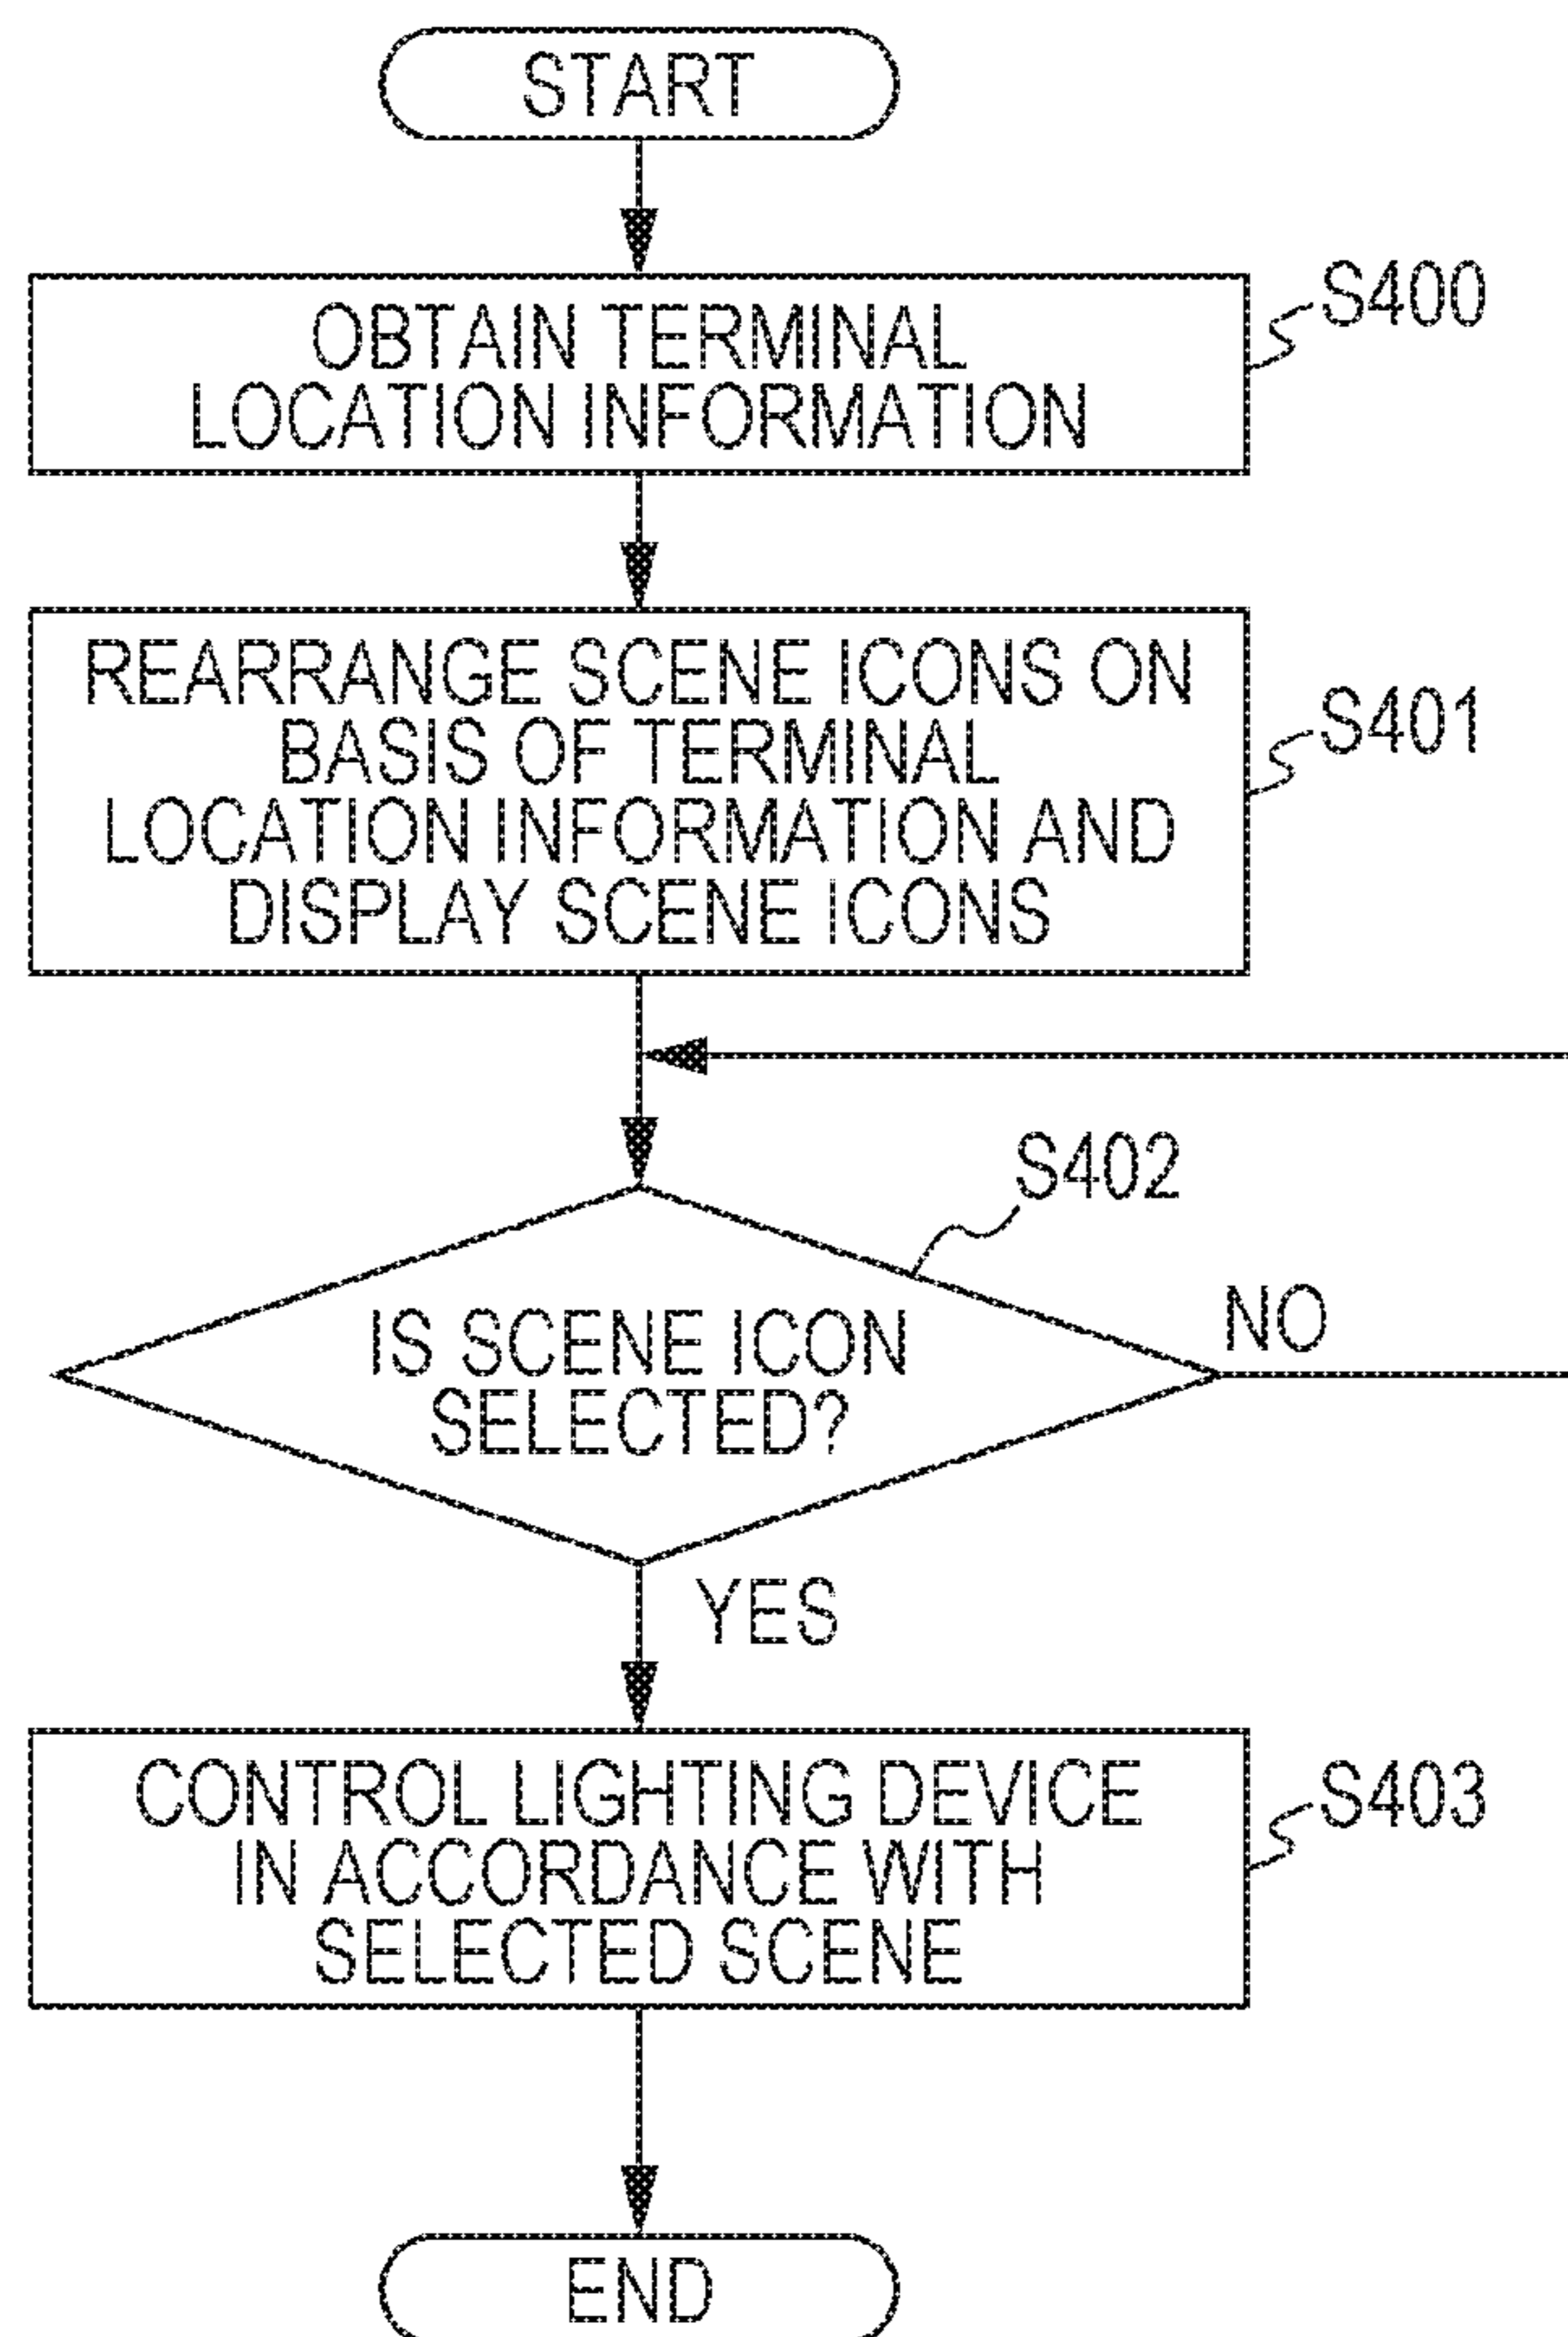 START
OBTAIN TERMINAL
LOCATION INFORMATION
S400
REARRANGE SCENE ICONS ON
BASIS OF TERMINAL
LOCATION INFORMATION AND
DISPLAY SCENE ICONS
S401
S402
IS SCENE ICON
SELECTED?
NO
YES
CONTROL LIGHTING DEVICE
IN ACCORDANCE WITH
SELECTED SCENE
S403
END